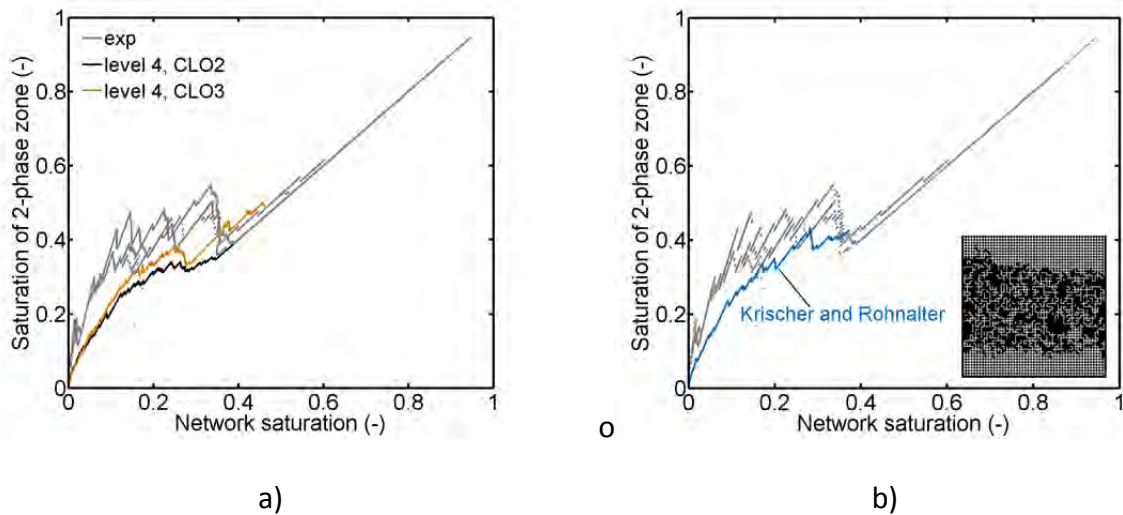 1
0.8
0.6
0.4
0.2
0
0
0.2
0.4
0.6
0.8
1
Saturation of 2-phase zone (-)
exp
level 4, CLO2
level 4, CLO3
Network saturation (-)
1
0.8
0.6
0.4
0.2
0
0
0.2
0.4
0.6
0.8
1
Saturation of 2-phase zone (-)
Krischer and Rohnalter
Network saturation (-)
o
a)
b)